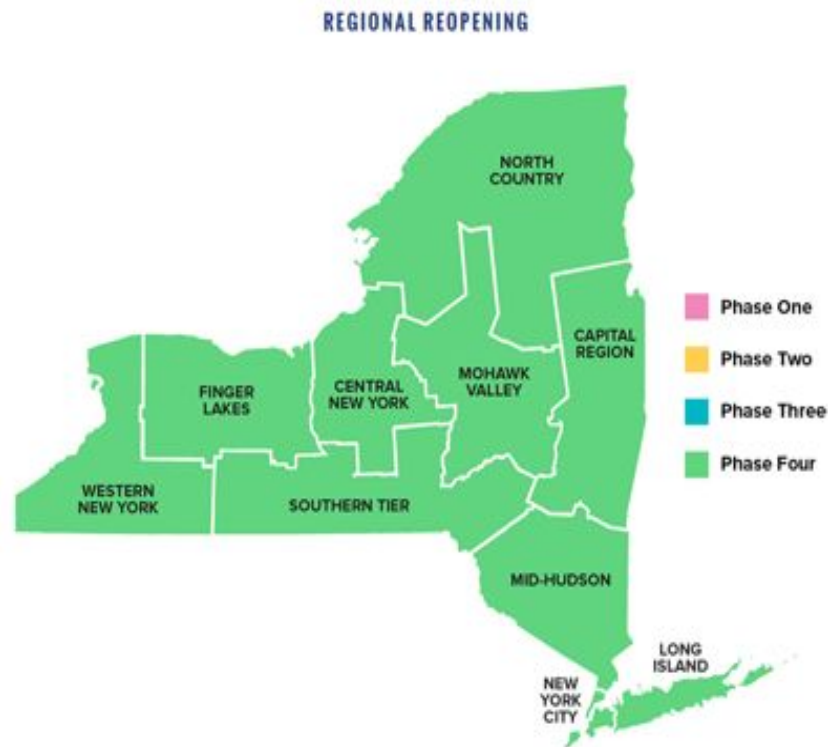 REGIONAL REOPENING
NORTH
COUNTRY
CAPITAL
REGION
MOHAWK
VALLEY
CENTRAL
NEW YORK
FINGER
LAKES
WESTERN
NEW YORK
SOUTHERN TIER
MID-HUDSON
LONG
ISLAND
NEW
YORK
CITY
Phase One
Phase Two
Phase Three
Phase Four